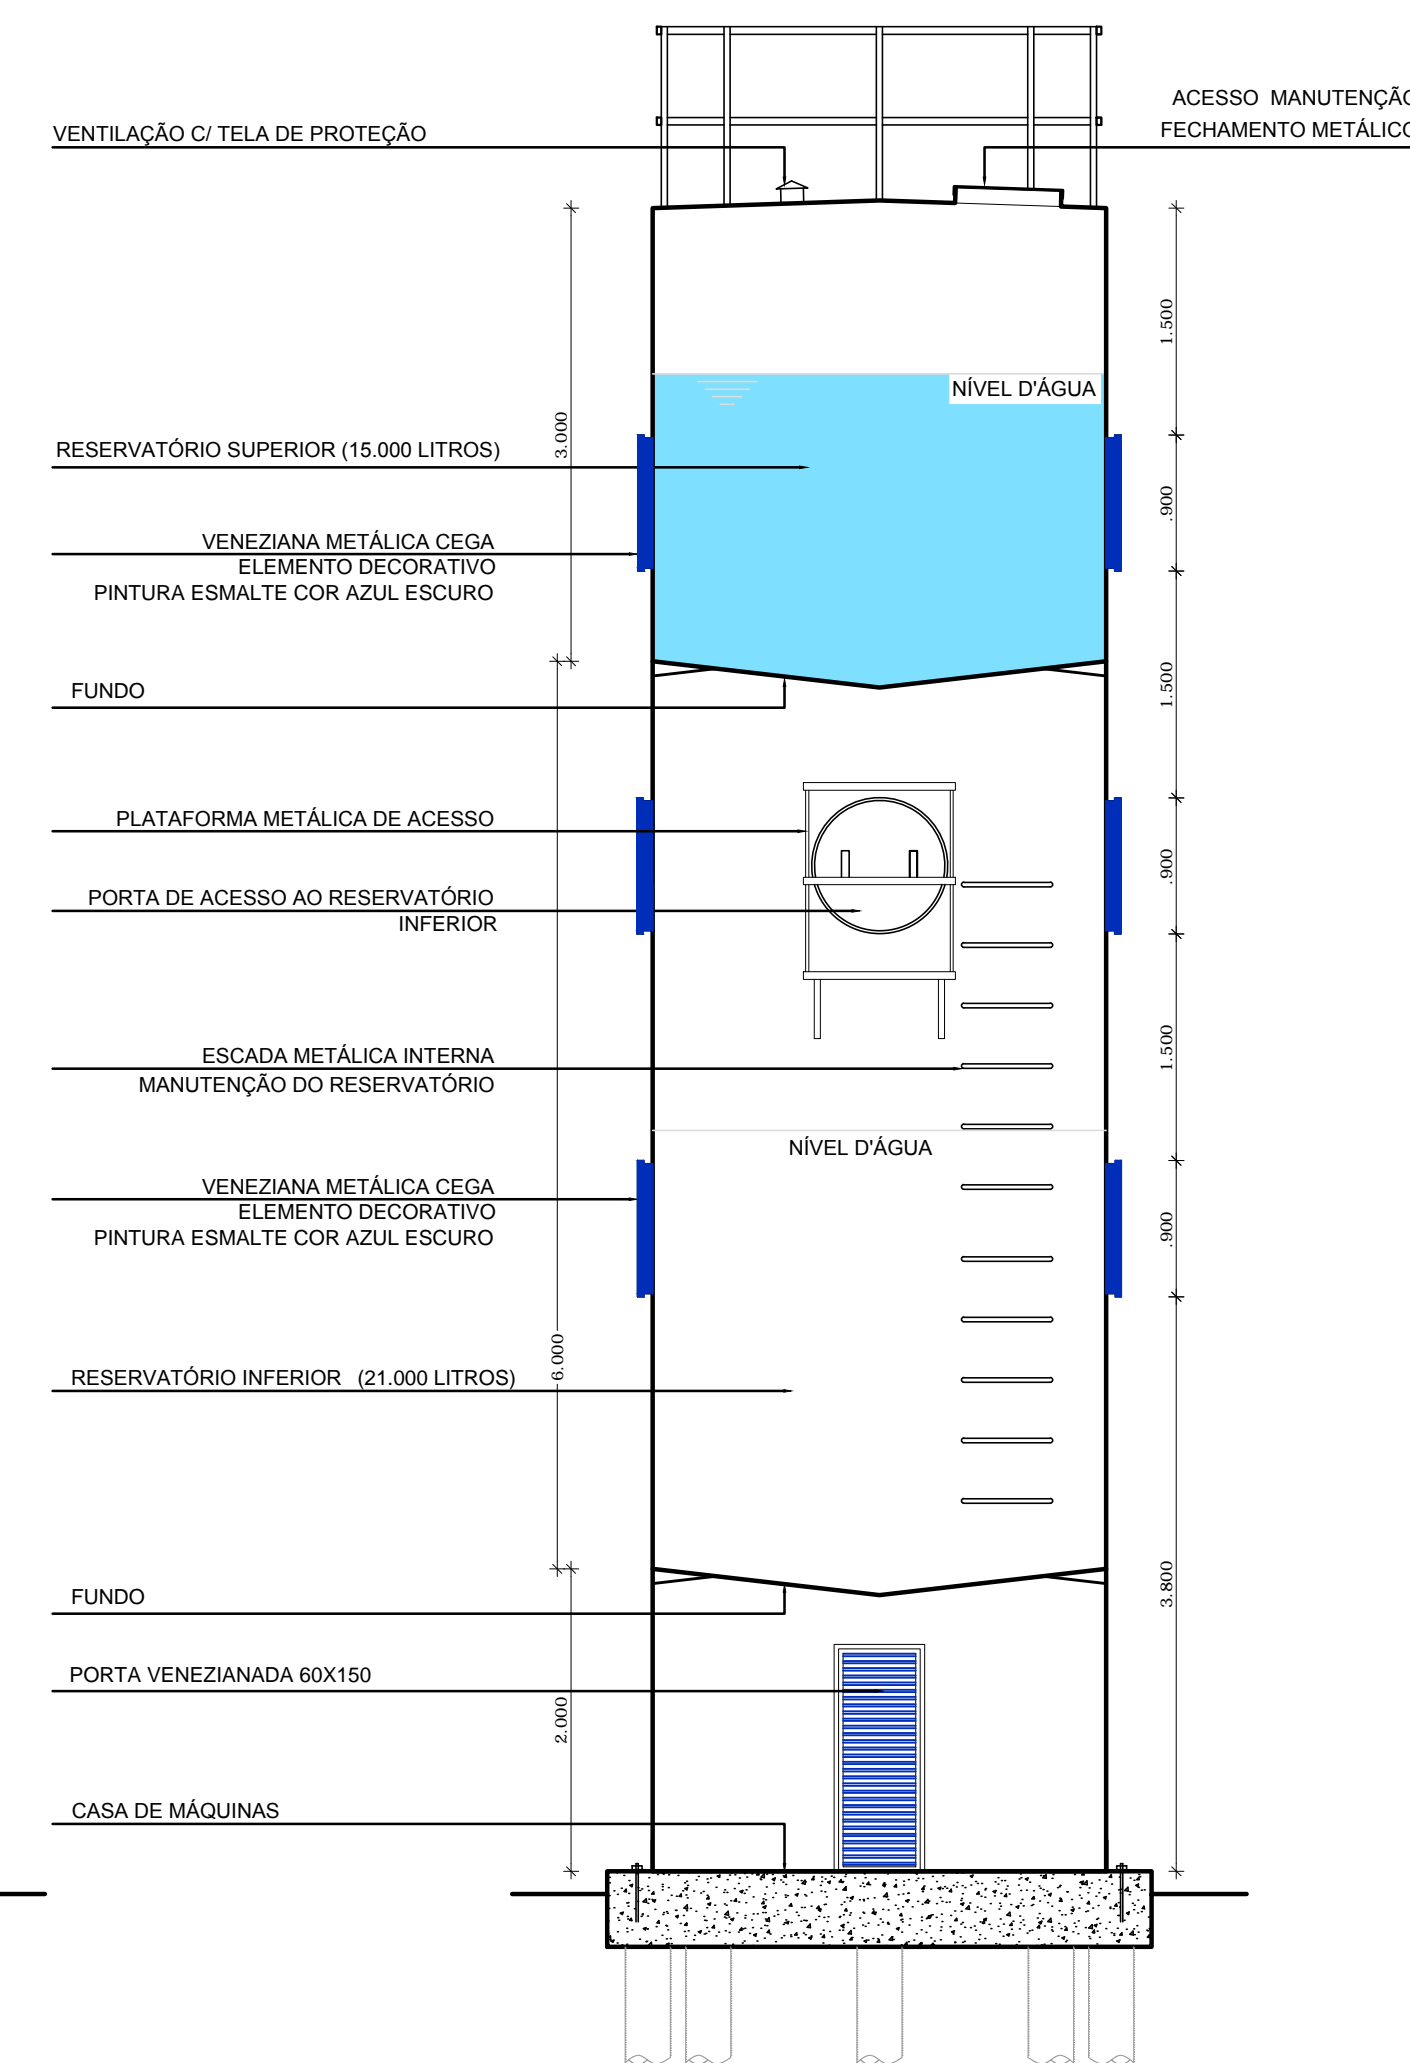 ACESSO MANUTENÇÃO
VENTILAÇÃO C/ TELA DE PROTEÇÃO
FECHAMENTO METÁLICO
1.500
NÍVEL D'ÁGUA
3.000
RESERVATÓRIO SUPERIOR (15.000 LITROS)
.900
VENEZIANA METÁLICA CEGA
ELEMENTO DECORATIVO
PINTURA ESMALTE COR AZUL ESCURO
FUNDO
1.500
PLATAFORMA METÁLICA DE ACESSO
.900
PORTA DE ACESSO AO RESERVATÓRIO
INFERIOR
ESCADA METÁLICA INTERNA
MANUTENÇÃO DO RESERVATÓRIO
1.500
NÍVEL D'ÁGUA
VENEZIANA METÁLICA CEGA
ELEMENTO DECORATIVO
PINTURA ESMALTE COR AZUL ESCURO
.900
6.000
RESERVATÓRIO INFERIOR (21.000 LITROS)
FUNDO
3.800
PORTA VENEZIANADA 60X150
2.000
CASA DE MÁQUINAS